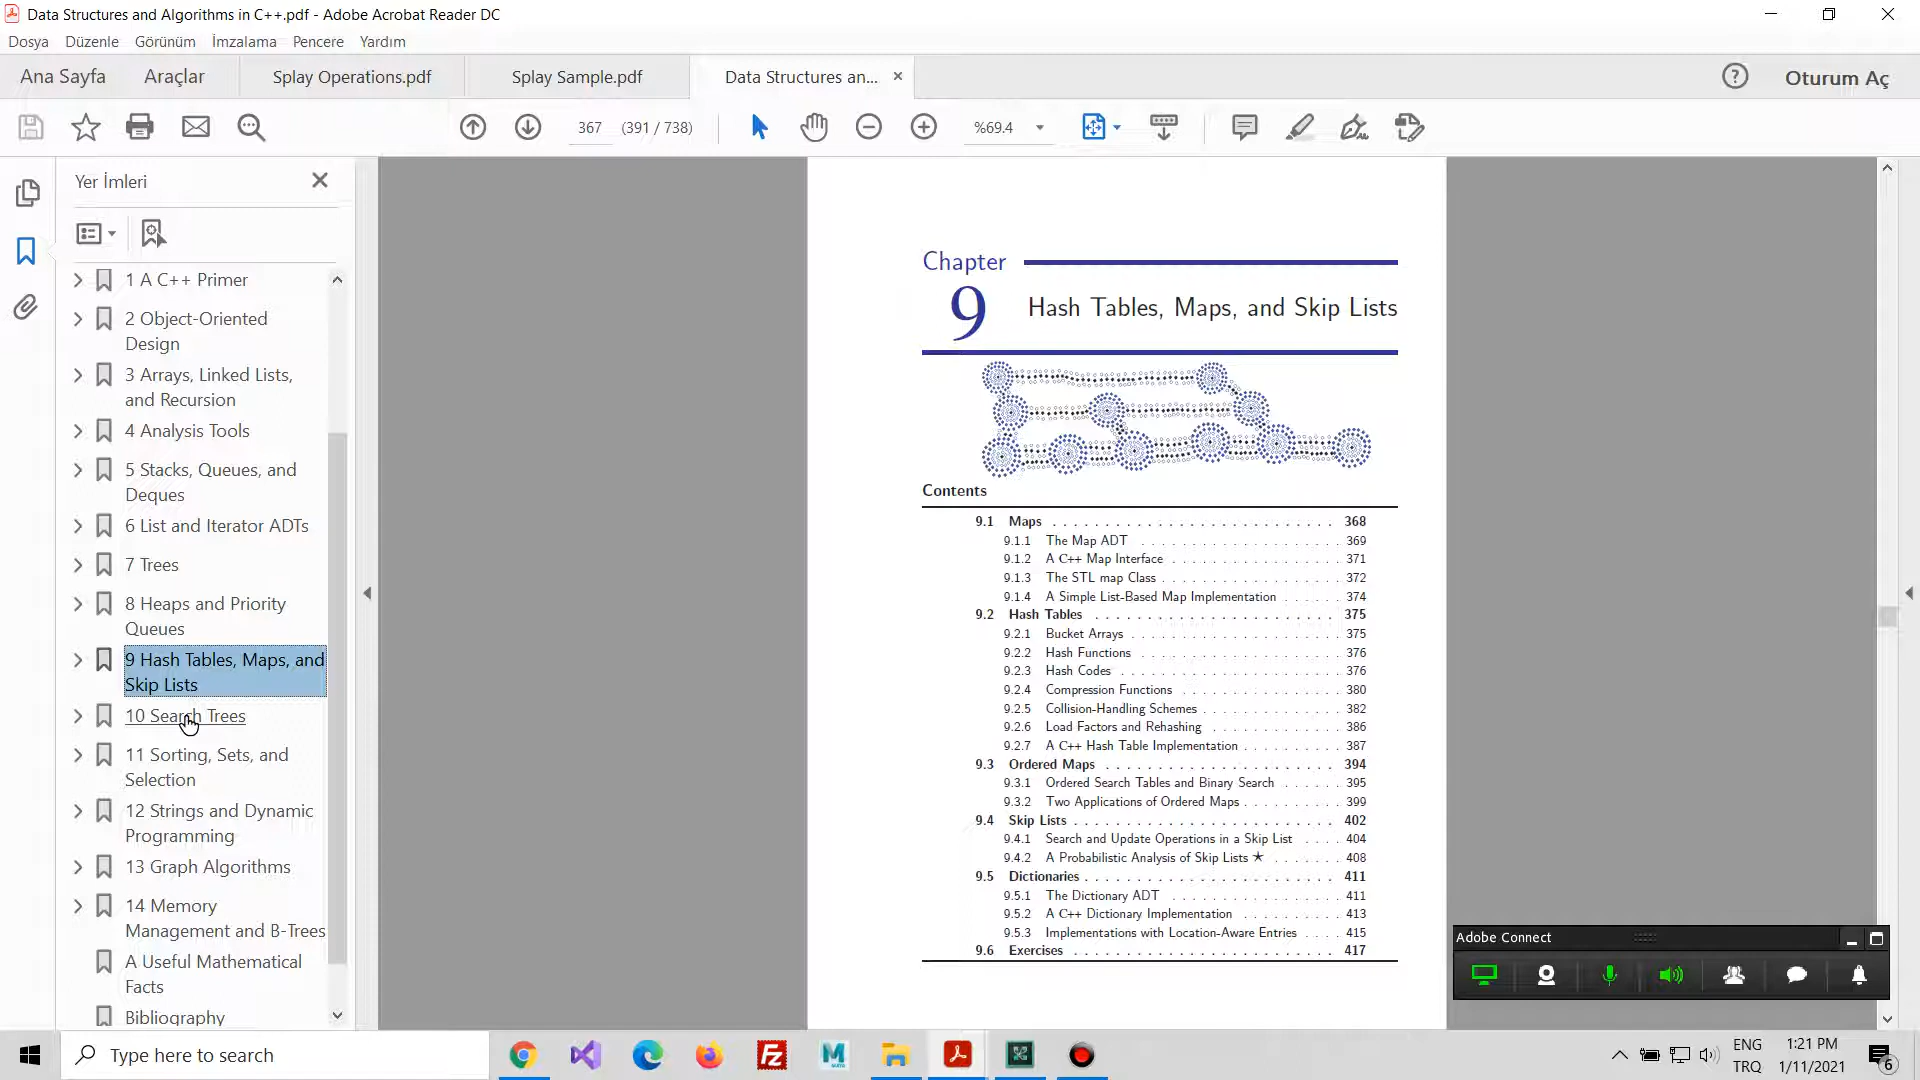 Data Structures and Algorithms in C++.pdf - Adobe Acrobat Reader DC
Dosya Düzenle Görünüm İmzalama Pencere Yardım
Ana Sayfa Araçlar Splay Operations.pdf Splay Sample.pdf Data Structures an... Oturum Aç
367 (391 / 738) %69.4
Yer İmleri
1 A C++ Primer
2 Object-Oriented
Design
3 Arrays, Linked Lists,
and Recursion
4 Analysis Tools
5 Stacks, Queues, and
Deques
6 List and Iterator ADTs
7 Trees
8 Heaps and Priority
Queues
9 Hash Tables, Maps, and
Skip Lists
10 Search Trees
11 Sorting, Sets, and
Selection
12 Strings and Dynamic
Programming
13 Graph Algorithms
14 Memory
Management and B-Trees
A Useful Mathematical
Facts
Bibliography
Chapter
9 Hash Tables, Maps, and Skip Lists
Contents
9.1 Maps . . . . . . . . . . . . . . . . . . . . . . . . . . 368
9.1.1 The Map ADT . . . . . . . . . . . . . . . . . . . 369
9.1.2 A C++ Map Interface . . . . . . . . . . . . . . . . 371
9.1.3 The STL map Class . . . . . . . . . . . . . . . . . 372
9.1.4 A Simple List-Based Map Implementation . . . . . . 374
9.2 Hash Tables . . . . . . . . . . . . . . . . . . . . . . . 375
9.2.1 Bucket Arrays . . . . . . . . . . . . . . . . . . . . 375
9.2.2 Hash Functions . . . . . . . . . . . . . . . . . . . 376
9.2.3 Hash Codes . . . . . . . . . . . . . . . . . . . . . 376
9.2.4 Compression Functions . . . . . . . . . . . . . . . 380
9.2.5 Collision-Handling Schemes . . . . . . . . . . . . . 382
9.2.6 Load Factors and Rehashing . . . . . . . . . . . . 386
9.2.7 A C++ Hash Table Implementation . . . . . . . . . 387
9.3 Ordered Maps . . . . . . . . . . . . . . . . . . . . . . 394
9.3.1 Ordered Search Tables and Binary Search . . . . . . 395
9.3.2 Two Applications of Ordered Maps . . . . . . . . . 399
9.4 Skip Lists . . . . . . . . . . . . . . . . . . . . . . . . 402
9.4.1 Search and Update Operations in a Skip List . . . . 404
9.4.2 A Probabilistic Analysis of Skip Lists ★ . . . . . . . 408
9.5 Dictionaries . . . . . . . . . . . . . . . . . . . . . . . 411
9.5.1 The Dictionary ADT . . . . . . . . . . . . . . . . 411
9.5.2 A C++ Dictionary Implementation . . . . . . . . . 413
9.5.3 Implementations with Location-Aware Entries . . . . 415
9.6 Exercises . . . . . . . . . . . . . . . . . . . . . . . . 417
Adobe Connect
Type here to search
ENG
TRQ
1:21 PM
1/11/2021
6